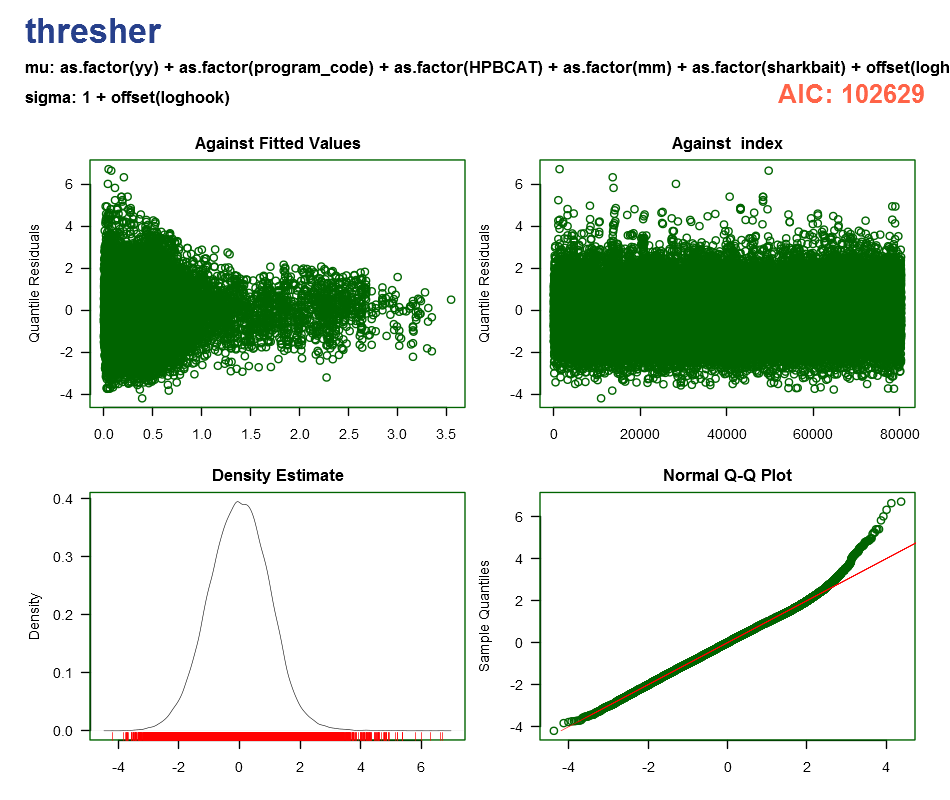 thresher
mu: as.factor(yy) + as.factor(program_code) + as.factor(HPBCAT) + as.factor(mm) + as.factor(sharkbait) + offset(logh
sigma: 1 + offset(loghook)
AIC: 102629
Against Fitted Values
Quantile Residuals
6
4
2
0
-2
-4
0.0 0.5 1.0 1.5 2.0 2.5 3.0 3.5
Against index
Quantile Residuals
6
4
2
0
-2
-4
0 20000 40000 60000 80000
Density Estimate
Density
0.4
0.3
0.2
0.1
0.0
-4 -2 0 2 4 6
Normal Q-Q Plot
Sample Quantiles
6
4
2
0
-2
-4
-4 -2 0 2 4